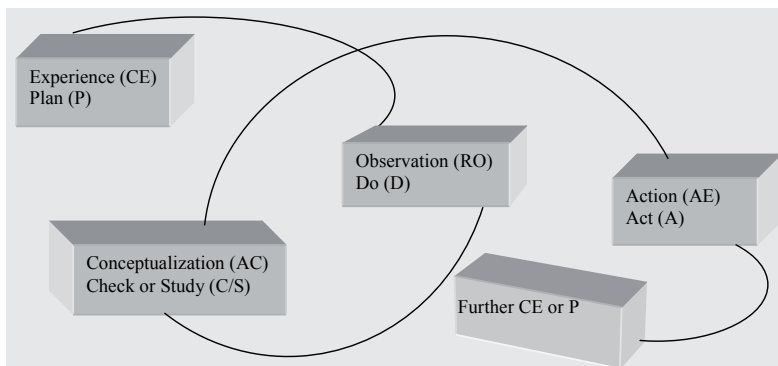 Experience (CE)
Plan (P)
Observation (RO)
Do (D)
Action (AE)
Act (A)
Conceptualization (AC)
Check or Study (C/S)
Further CE or P